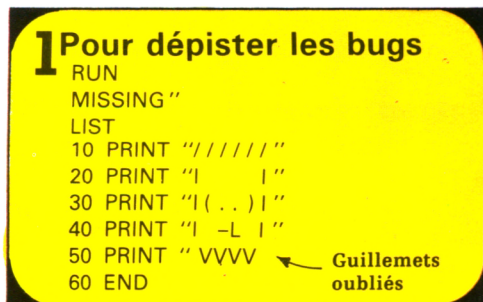 1 Pour dépister les bugs
RUN
MISSING"
LIST
10 PRINT "//////"
20 PRINT "I      I"
30 PRINT "I(..)I"
40 PRINT "I –L I"
50 PRINT " VVVV
Guillemets
oubliés
60 END